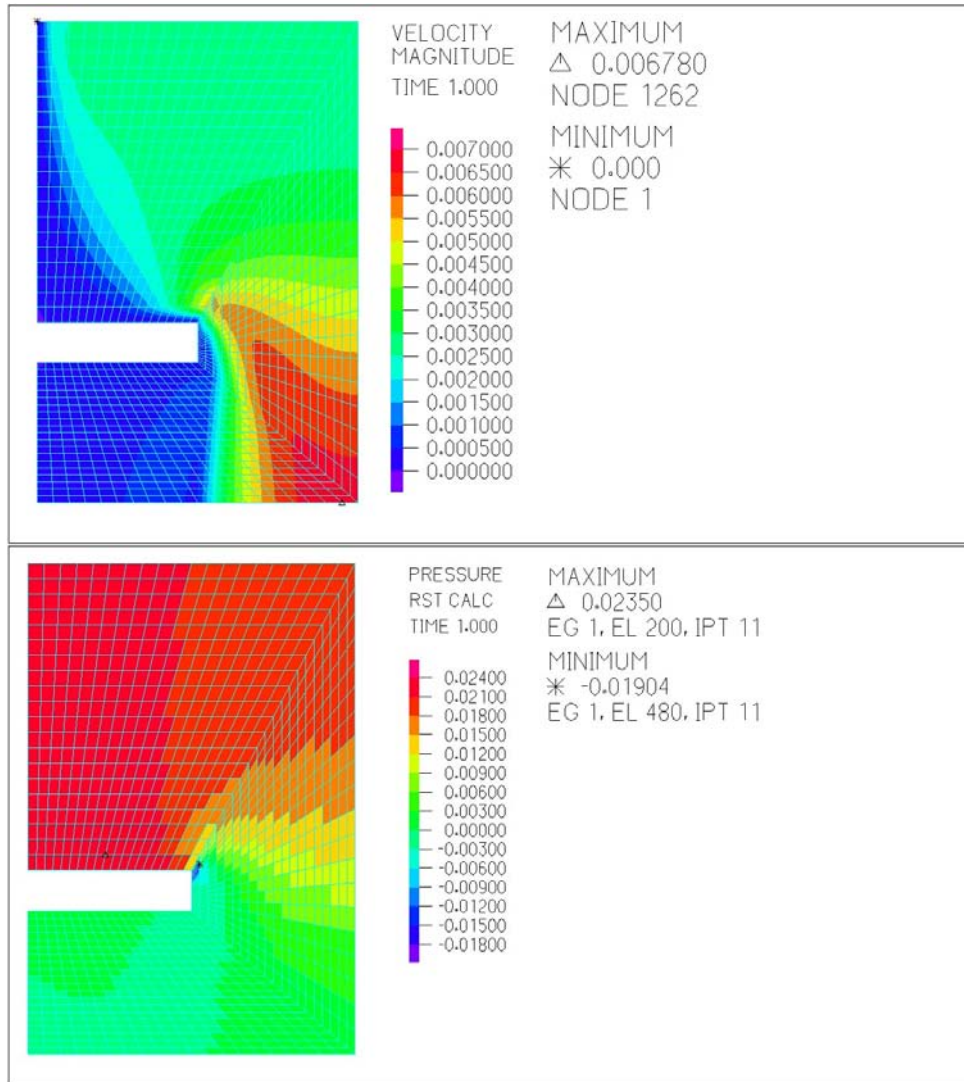 VELOCITY
MAGNITUDE
TIME 1.000
0.007000
0.006500
0.006000
0.005500
0.005000
0.004500
0.004000
0.003500
0.003000
0.002500
0.002000
0.001500
0.001000
0.000500
0.000000
MAXIMUM
△ 0.006780
NODE 1262
MINIMUM
* 0.000
NODE 1
PRESSURE
RST CALC
TIME 1.000
0.02400
0.02100
0.01800
0.01500
0.01200
0.00900
0.00600
0.00300
0.00000
-0.00300
-0.00600
-0.00900
-0.01200
-0.01500
-0.01800
MAXIMUM
△ 0.02350
EG 1, EL 200, IPT 11
MINIMUM
* -0.01904
EG 1, EL 480, IPT 11